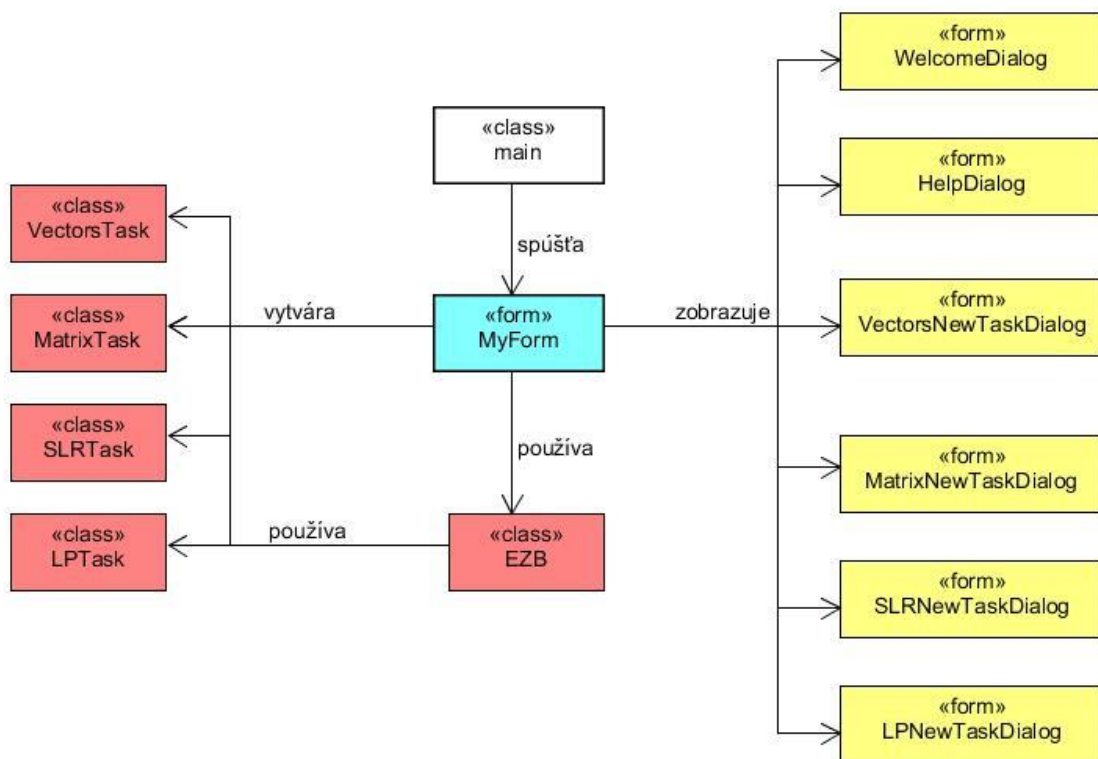 «form»
WelcomeDialog
«class»
main
«form»
HelpDialog
«class»
VectorsTask
spúšťa
«class»
MatrixTask
vytvára
«form»
MyForm
zobrazuje
«form»
VectorsNewTaskDialog
«class»
SLRTask
používa
«form»
MatrixNewTaskDialog
«class»
LPTask
používa
«class»
EZB
«form»
SLRNewTaskDialog
«form»
LPNewTaskDialog